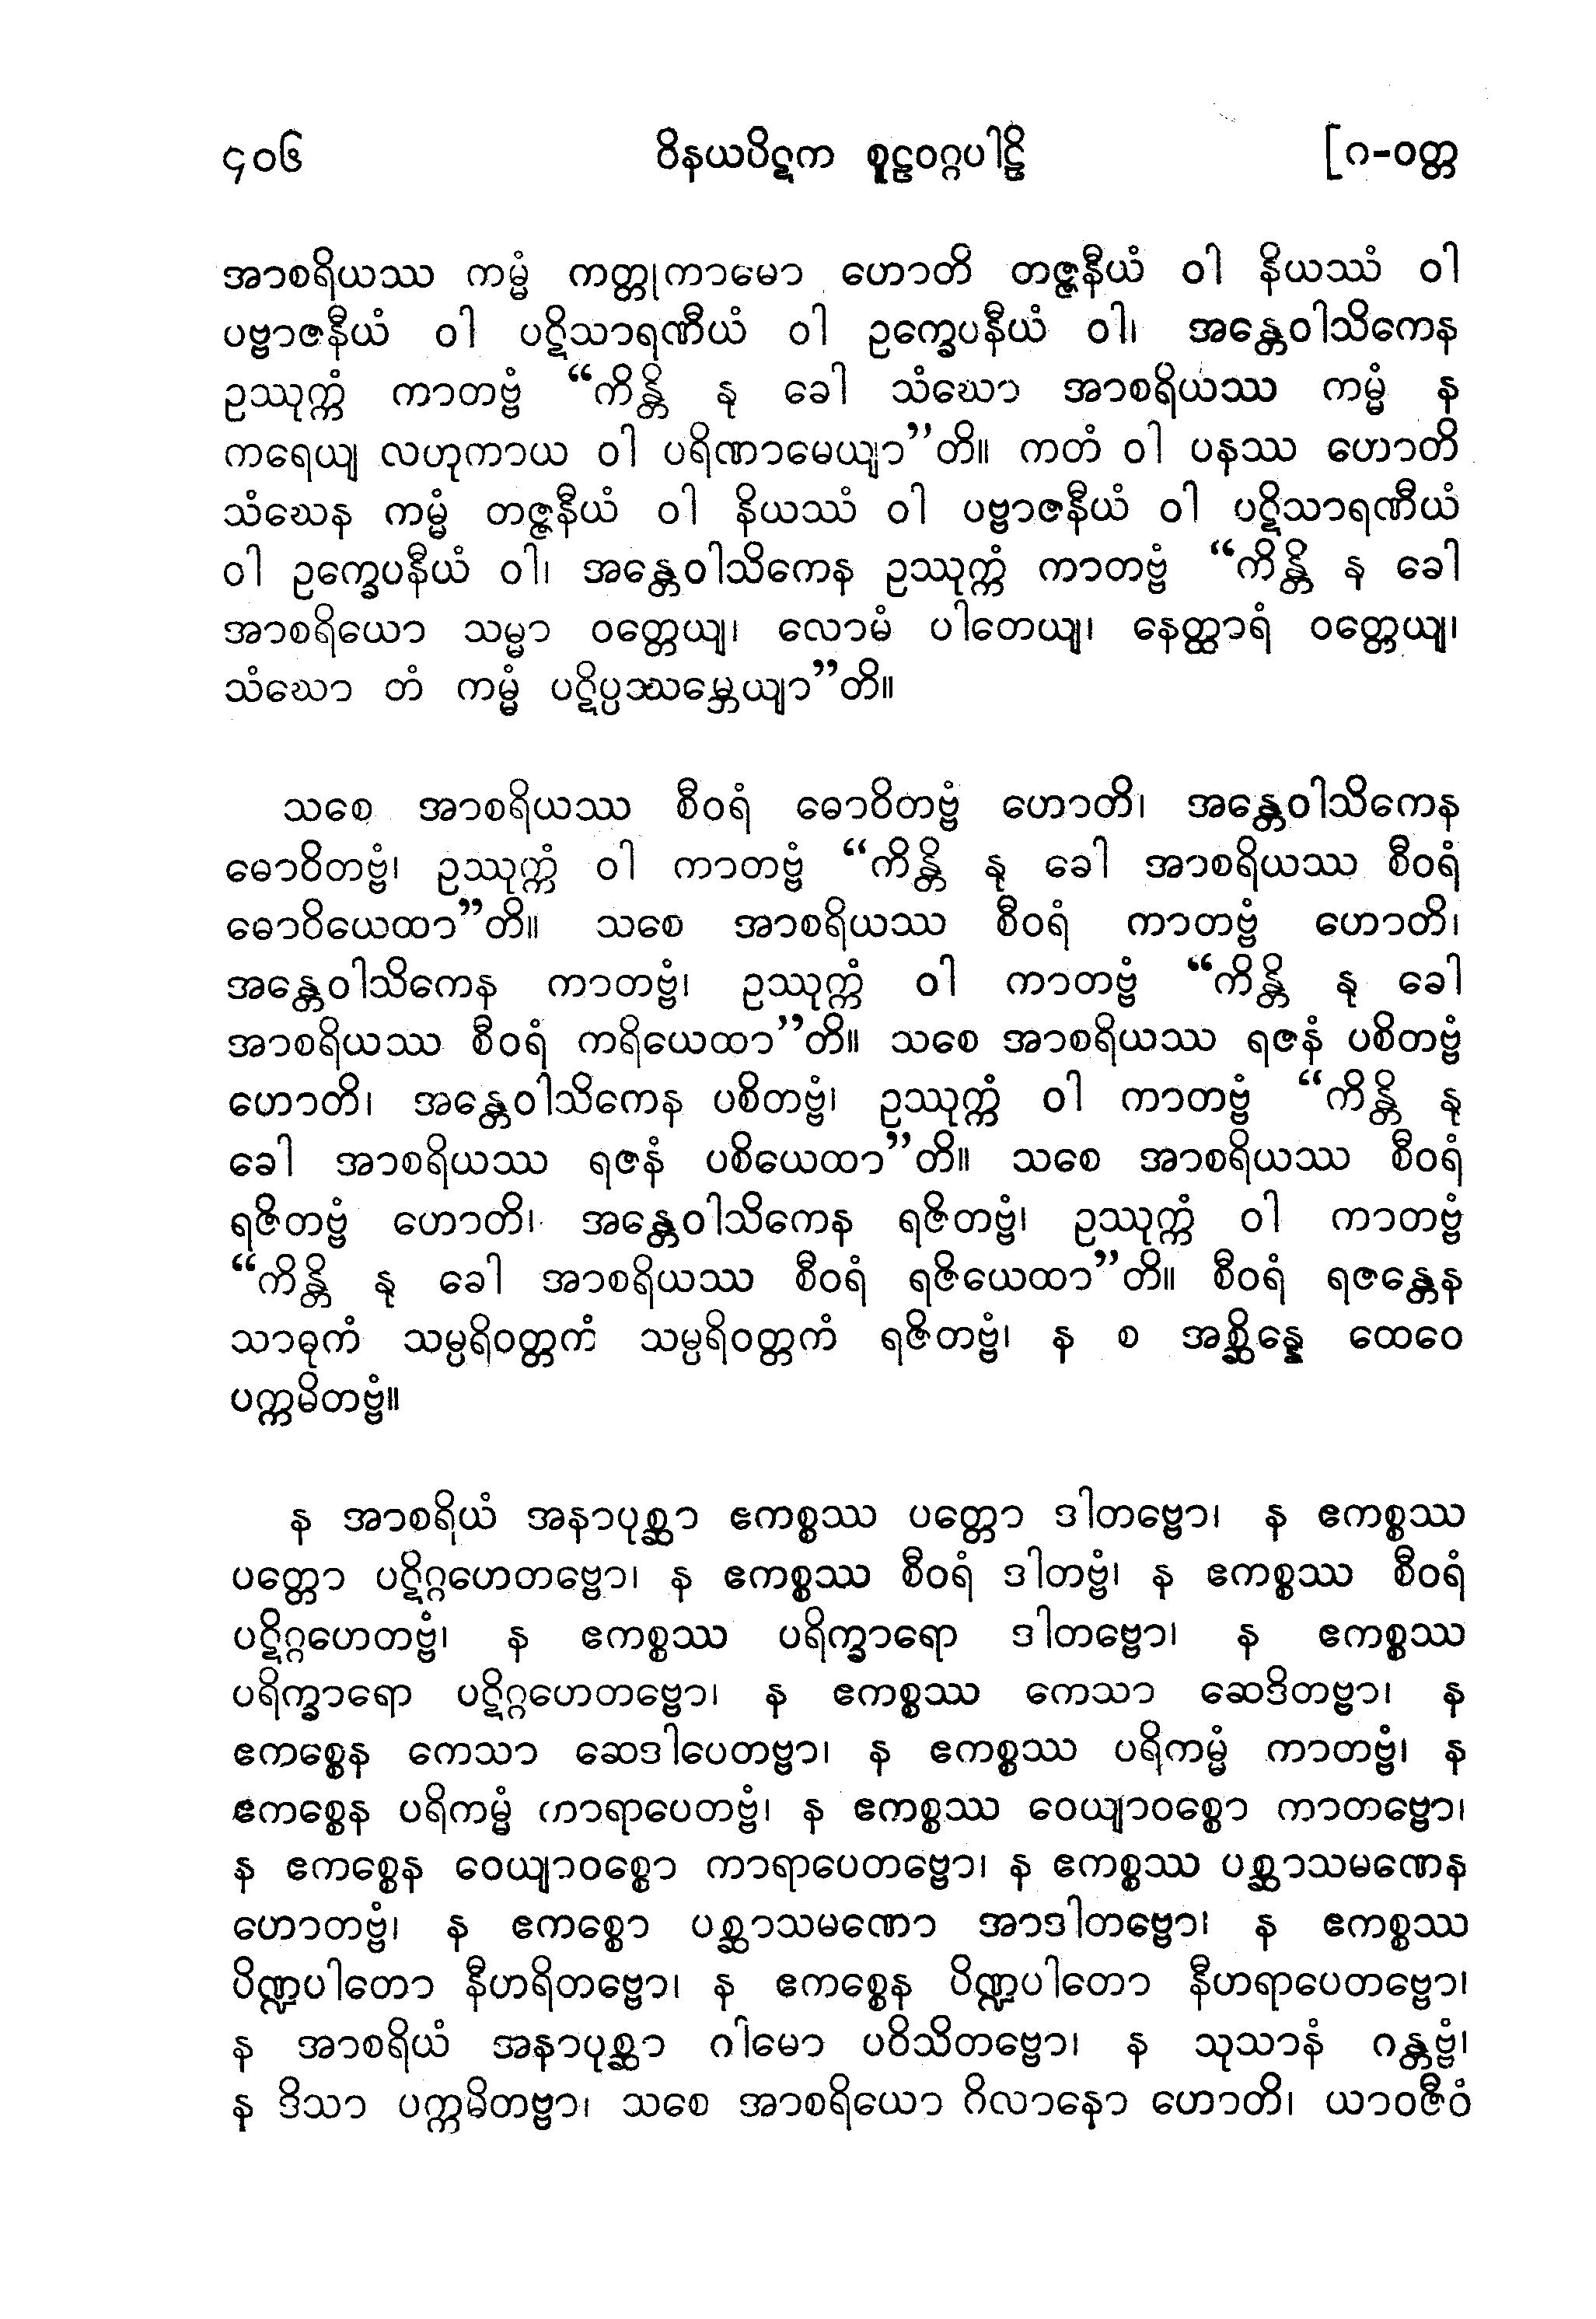 ၄၀၆ ဝိနယပိဋက စူဠဝဂ္ဂပါဠိ [ဂ-ဝတ္တ
အာစရိယဿ ကမ္မံ ကတ္တုကာမော ဟောတိ တဇ္ဇနီယံ ဝါ နိယဿံ ဝါ
ပဗ္ဗာဇနီယံ ဝါ ပဋိသာရဏီယံ ဝါ ဥက္ခေပနီယံ ဝါ၊ အန္တေဝါသိကေန
ဥဿုက္ကံ ကာတဗ္ဗံ “ကိန္တိ နု ခေါ သံဃော အာစရိယဿ ကမ္မံ န
ကရေယျ လဟုကာယ ဝါ ပရိဏာမေယျာ”တိ။ ကတံ ဝါ ပနဿ ဟောတိ
သံဃေန ကမ္မံ တဇ္ဇနီယံ ဝါ နိယဿံ ဝါ ပဗ္ဗာဇနီယံ ဝါ ပဋိသာရဏီယံ
ဝါ ဥက္ခေပနီယံ ဝါ၊ အန္တေဝါသိကေန ဥဿုက္ကံ ကာတဗ္ဗံ “ကိန္တိ န ခေါ
အာစရိယော သမ္မာ ဝတ္တေယျ၊ လောမံ ပါတေယျ၊ နေတ္ထာရံ ဝတ္တေယျ၊
သံဃော တံ ကမ္မံ ပဋိပ္ပဿမ္ဘေယျာ”တိ။
သစေ အာစရိယဿ စီဝရံ ဓောဝိတဗ္ဗံ ဟောတိ၊ အန္တေဝါသိကေန
ဓောဝိတဗ္ဗံ၊ ဥဿုက္ကံ ဝါ ကာတဗ္ဗံ “ကိန္တိ နု ခေါ အာစရိယဿ စီဝရံ
ဓောဝိယေထာ”တိ။ သစေ အာစရိယဿ စီဝရံ ကာတဗ္ဗံ ဟောတိ၊
အန္တေဝါသိကေန ကာတဗ္ဗံ၊ ဥဿုက္ကံ ဝါ ကာတဗ္ဗံ “ကိန္တိ နု ခေါ
အာစရိယဿ စီဝရံ ကရိယေထာ”တိ။ သစေ အာစရိယဿ ရဇနံ ပစိတဗ္ဗံ
ဟောတိ၊ အန္တေဝါသိကေန ပစိတဗ္ဗံ၊ ဥဿုက္ကံ ဝါ ကာတဗ္ဗံ “ကိန္တိ နု
ခေါ အာစရိယဿ ရဇနံ ပစိယေထာ”တိ။ သစေ အာစရိယဿ စီဝရံ
ရဇိတဗ္ဗံ ဟောတိ၊ အန္တေဝါသိကေန ရဇိတဗ္ဗံ၊ ဥဿုက္ကံ ဝါ ကာတဗ္ဗံ
“ကိန္တိ နု ခေါ အာစရိယဿ စီဝရံ ရဇိယေထာ”တိ။ စီဝရံ ရဇန္တေန
သာဓုကံ သမ္ပရိဝတ္တကံ သမ္ပရိဝတ္တကံ ရဇိတဗ္ဗံ၊ န စ အစ္ဆိန္နေ ထေဝေ
ပက္ကမိတဗ္ဗံ။
န အာစရိယံ အနာပုစ္ဆာ ဧကစ္စဿ ပတ္တော ဒါတဗ္ဗော၊ န ဧကစ္စဿ
ပတ္တော ပဋိဂ္ဂဟေတဗ္ဗော၊ န ဧကစ္စဿ စီဝရံ ဒါတဗ္ဗံ၊ န ဧကစ္စဿ စီဝရံ
ပဋိဂ္ဂဟေတဗ္ဗံ၊ န ဧကစ္စဿ ပရိက္ခာရော ဒါတဗ္ဗော၊ န ဧကစ္စဿ
ပရိက္ခာရော ပဋိဂ္ဂဟေတဗ္ဗော၊ န ဧကစ္စဿ ကေသာ ဆေဒိတဗ္ဗာ၊ န
ဧကစ္စေန ကေသာ ဆေဒါပေတဗ္ဗာ၊ န ဧကစ္စဿ ပရိကမ္မံ ကာတဗ္ဗံ၊ န
ဧကစ္စေန ပရိကမ္မံ ကာရာပေတဗ္ဗံ၊ န ဧကစ္စဿ ဝေယျာဝစ္စော ကာတဗ္ဗော၊
န ဧကစ္စေန ဝေယျာဝစ္စော ကာရာပေတဗ္ဗော၊ န ဧကစ္စဿ ပစ္ဆာသမဏေန
ဟောတဗ္ဗံ၊ န ဧကစ္စော ပစ္ဆာသမဏော အာဒါတဗ္ဗော၊ န ဧကစ္စဿ
ပိဏ္ဍပါတော နီဟရိတဗ္ဗော၊ န ဧကစ္စေန ပိဏ္ဍပါတော နီဟရာပေတဗ္ဗော၊
န အာစရိယံ အနာပုစ္ဆာ ဂါမော ပဝိသိတဗ္ဗော၊ န သုသာနံ ဂန္တဗ္ဗံ၊
န ဒိသာ ပက္ကမိတဗ္ဗာ၊ သစေ အာစရိယော ဂိလာနော ဟောတိ၊ ယာဝဇီဝံ